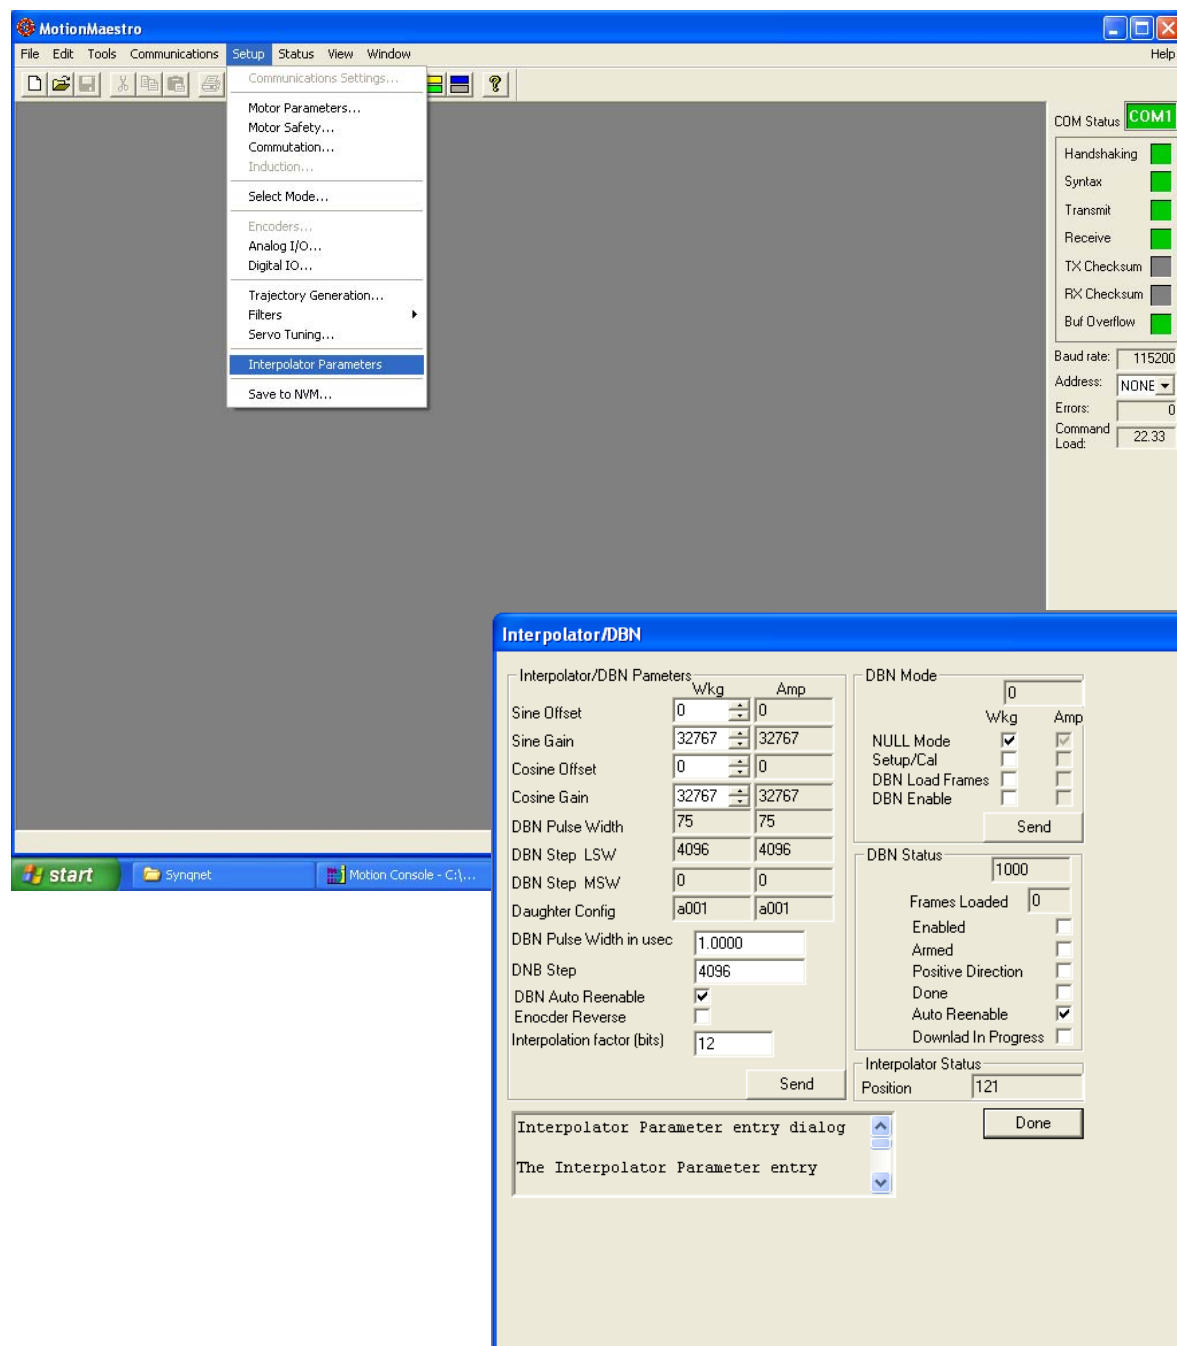 MotionMaestro
File Edit Tools Communications Setup Status View Window Help
Communications Settings...
Motor Parameters...
Motor Safety...
Commutation...
Induction...
Select Mode...
Encoders...
Analog I/O...
Digital IO...
Trajectory Generation...
Filters
Servo Tuning...
Interpolator Parameters
Save to NVM...
COM Status COM1
Handshaking
Syntax
Transmit
Receive
TX Checksum
RX Checksum
Buf Overflow
Baud rate: 115200
Address: NONE
Errors: 0
Command Load: 22.33
start Synqnet Motion Console - C:\...
Interpolator/DBN
Interpolator/DBN Pameters
Wkg Amp
Sine Offset 0 0
Sine Gain 32767 32767
Cosine Offset 0 0
Cosine Gain 32767 32767
DBN Pulse Width 75 75
DBN Step LSW 4096 4096
DBN Step MSW 0 0
Daughter Config a001 a001
DBN Pulse Width in usec 1.0000
DNB Step 4096
DBN Auto Reenable
Enocder Reverse
Interpolation factor (bits) 12
Send
DBN Mode
0
Wkg Amp
NULL Mode
Setup/Cal
DBN Load Frames
DBN Enable
Send
DBN Status
1000
Frames Loaded 0
Enabled
Armed
Positive Direction
Done
Auto Reenable
Downlad In Progress
Interpolator Status
Position 121
Done
Interpolator Parameter entry dialog
The Interpolator Parameter entry